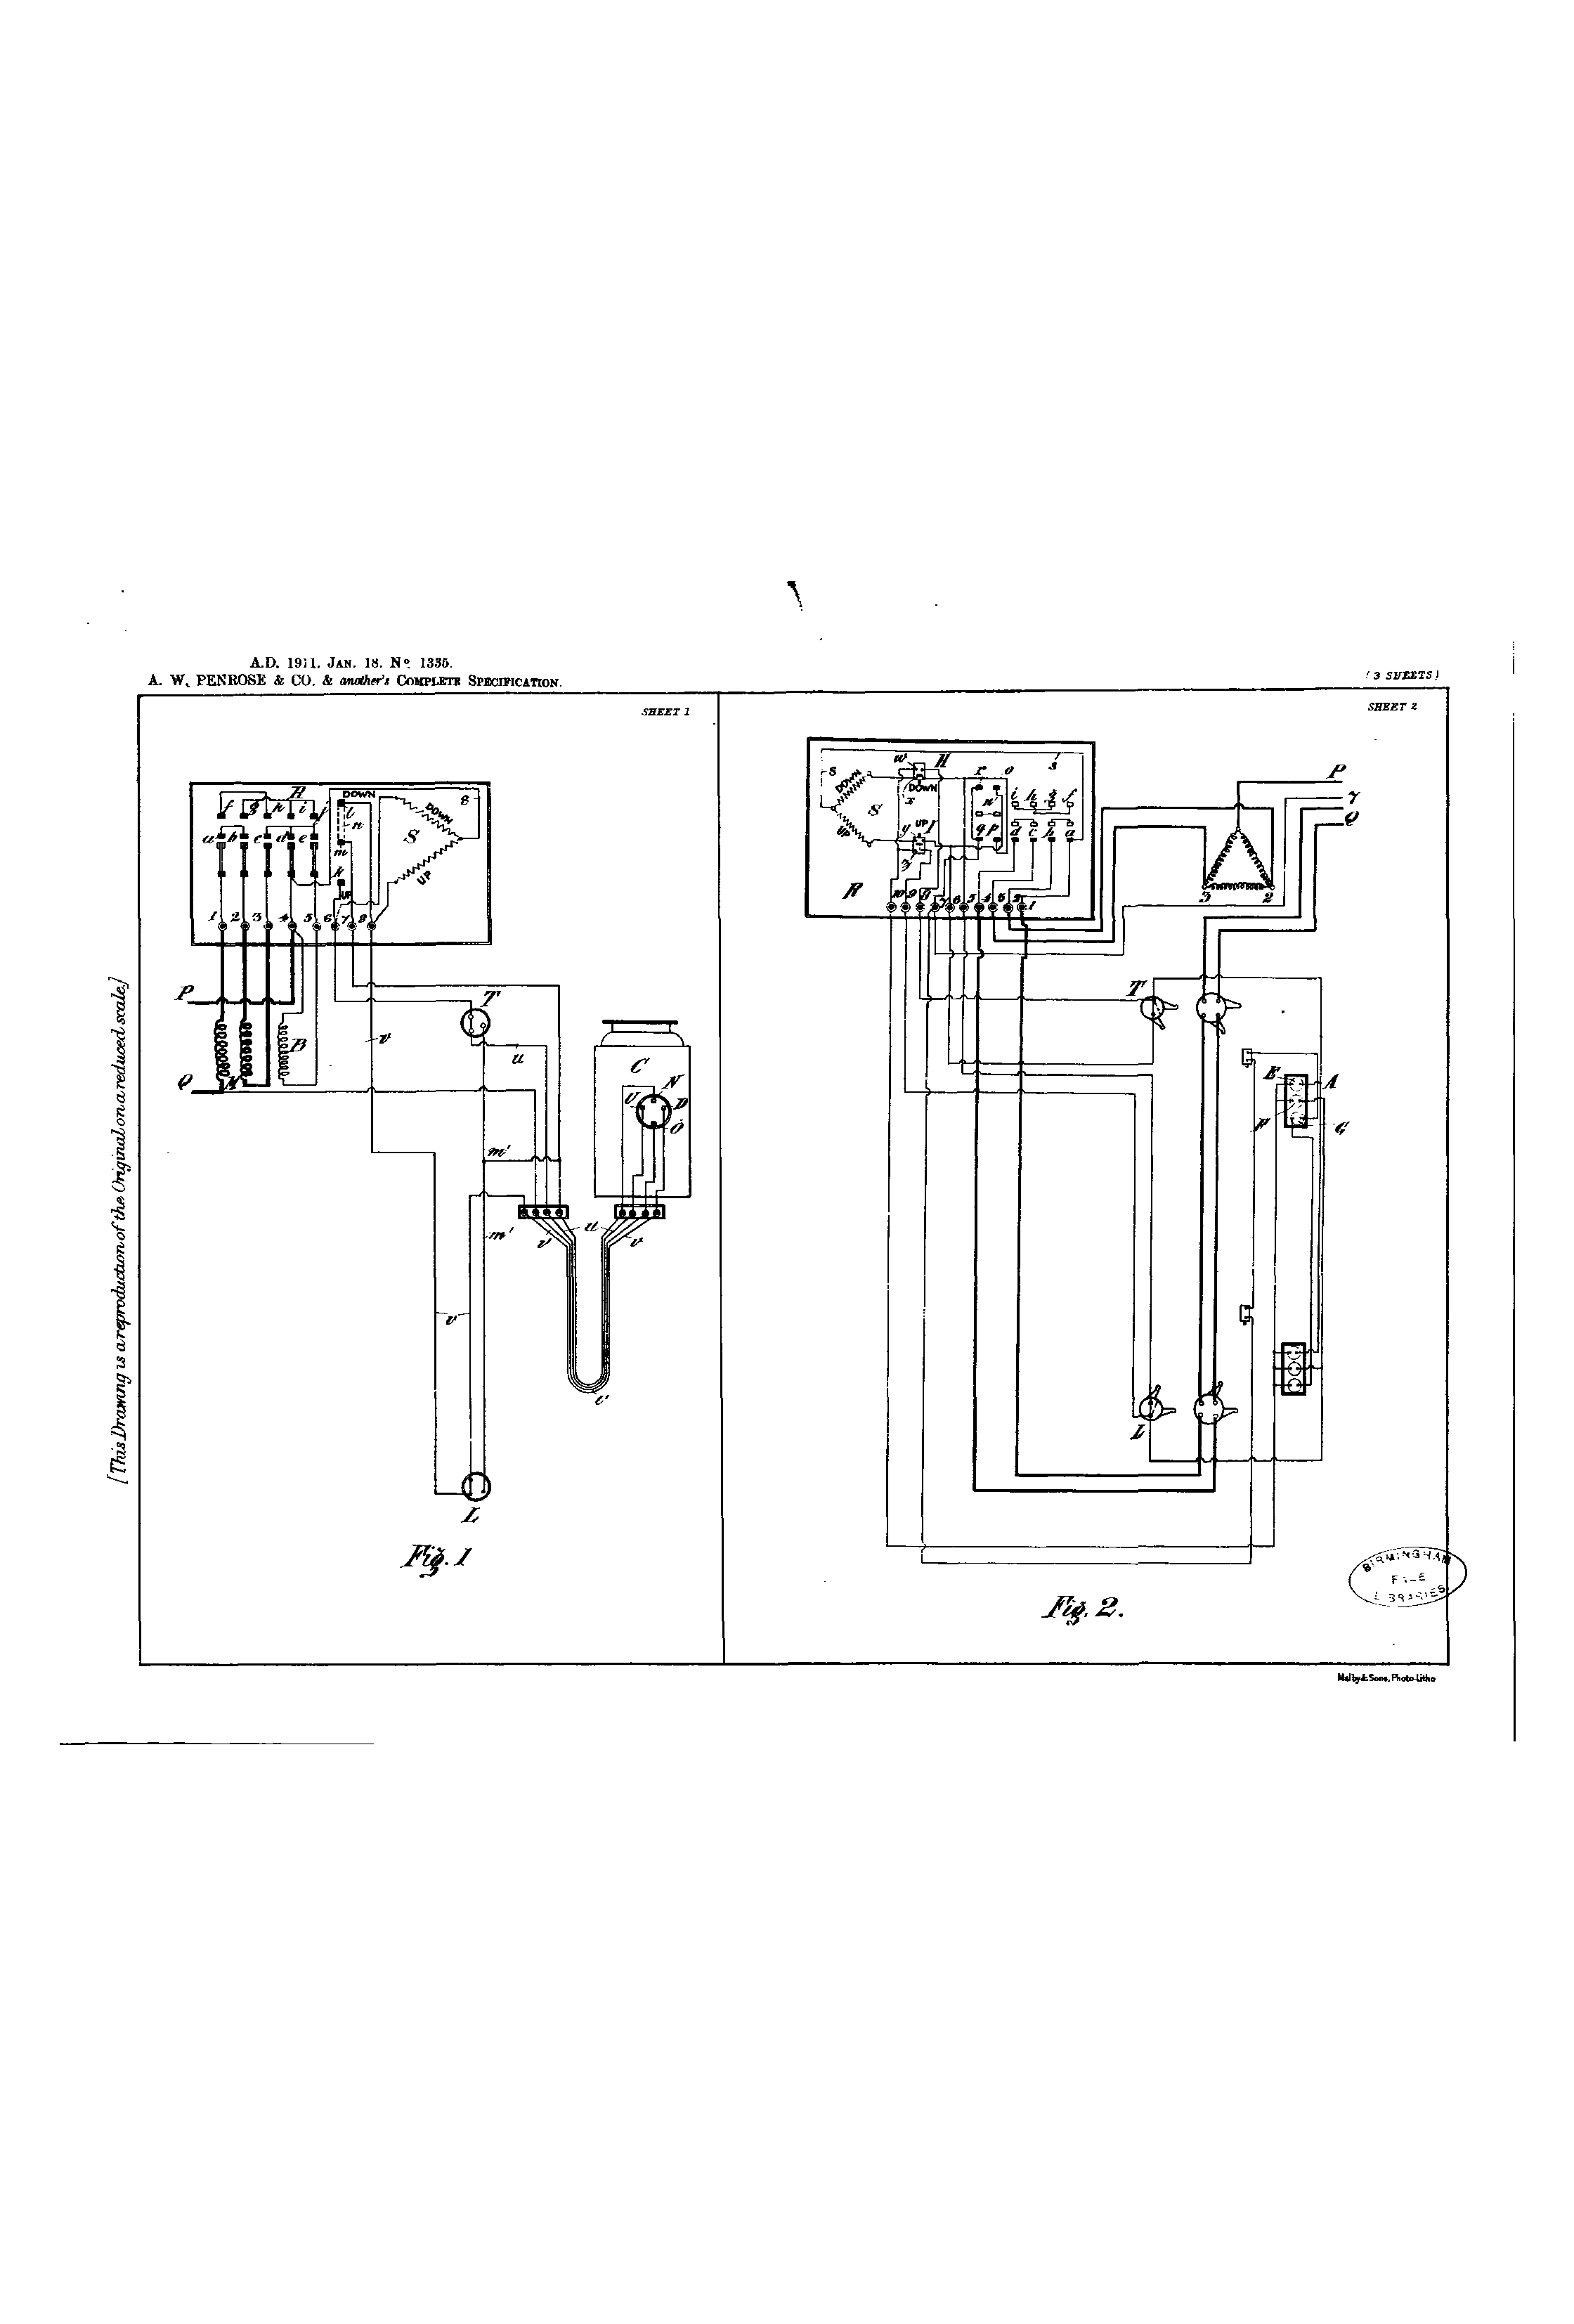 A.D. 1911. JAN. 18. No. 1335.
A. W. PENROSE & CO. & another's COMPLETE SPECIFICATION.
(3 SHEETS)
SHEET 1
SHEET 2
[This Drawing is a reproduction of the Original on a reduced scale.]
R
DOWN
f g h i j
l
n
8
DOWN
S
a b c d e
m
k
UP
UP
1 2 3 4 5 6 7 8
P
T
v
B
u
Q
M
C
N
U
D
O
m'
m'
u
v
v
v
v
L
Fig. 1
w
H
s
DOWN
S
UP
x
DOWN
r
o
s
n'
i h g f
y
UP
I
z
q p d c b a
R
10 9 8 7 6 5 4 3 2 1
P
Y
Q
3
2
T
E
A
F
G
L
Fig. 2.
BIRMINGHAM
FREE
LIBRARIES
Malby & Sons, Photo-Litho